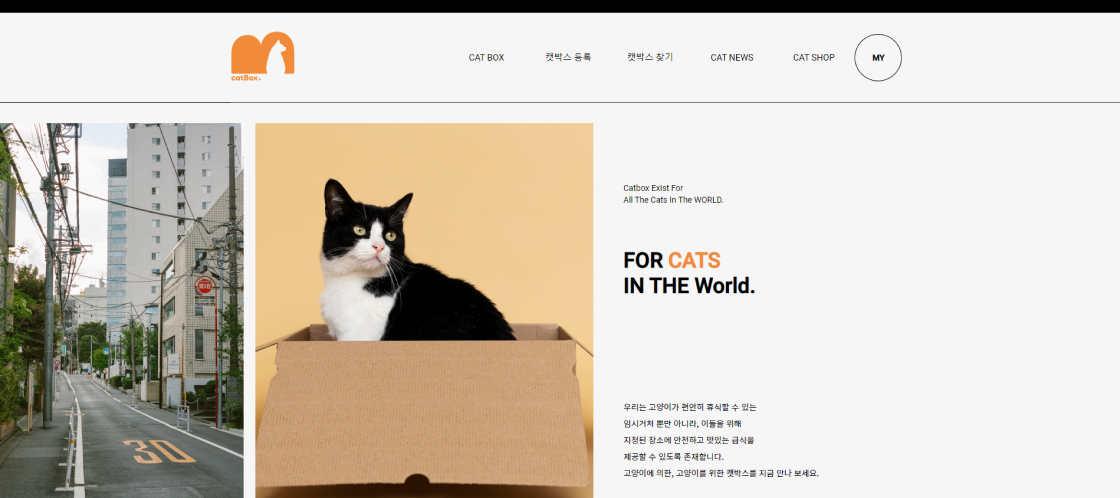 catBox.
CAT BOX
캣박스 등록
캣박스 찾기
CAT NEWS
CAT SHOP
MY
30
Catbox Exist For
All The Cats In The WORLD.
FOR CATS
IN THE World.
우리는 고양이가 편안히 휴식할 수 있는
임시거처 뿐만 아니라, 이들을 위해
지정된 장소에 안전하고 맛있는 급식을
제공할 수 있도록 존재합니다.
고양이에 의한, 고양이를 위한 캣박스를 지금 만나 보세요.